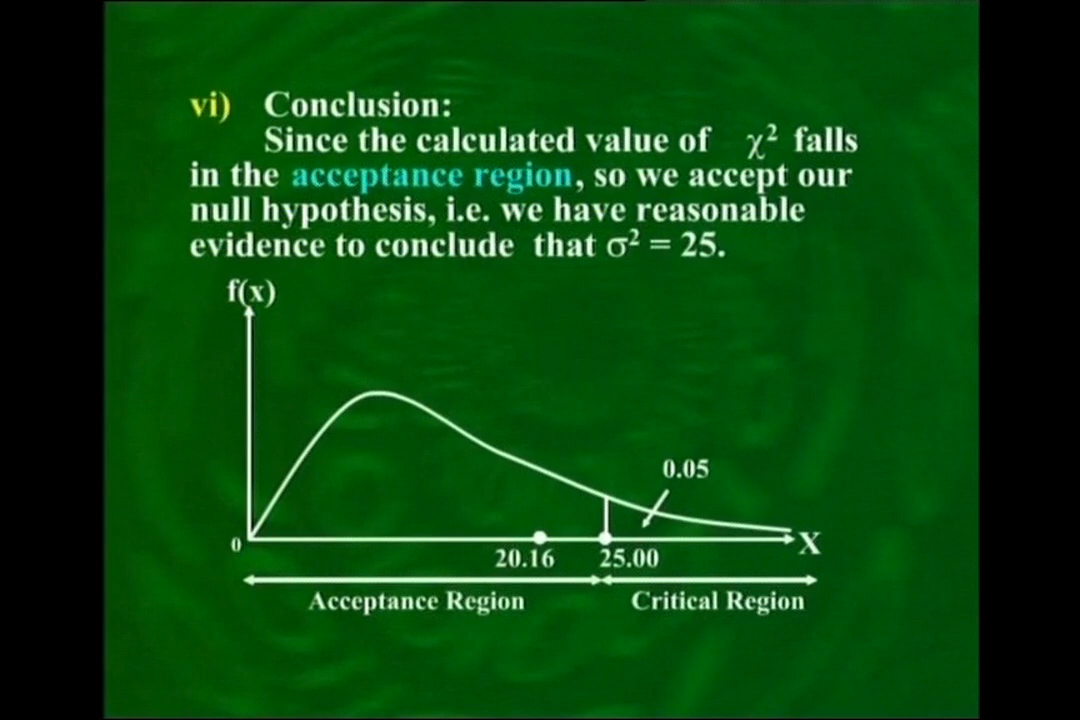 vi) Conclusion:
Since the calculated value of χ² falls
in the acceptance region, so we accept our
null hypothesis, i.e. we have reasonable
evidence to conclude that σ² = 25.
f(x)
0.05
0
X
20.16 25.00
Acceptance Region Critical Region